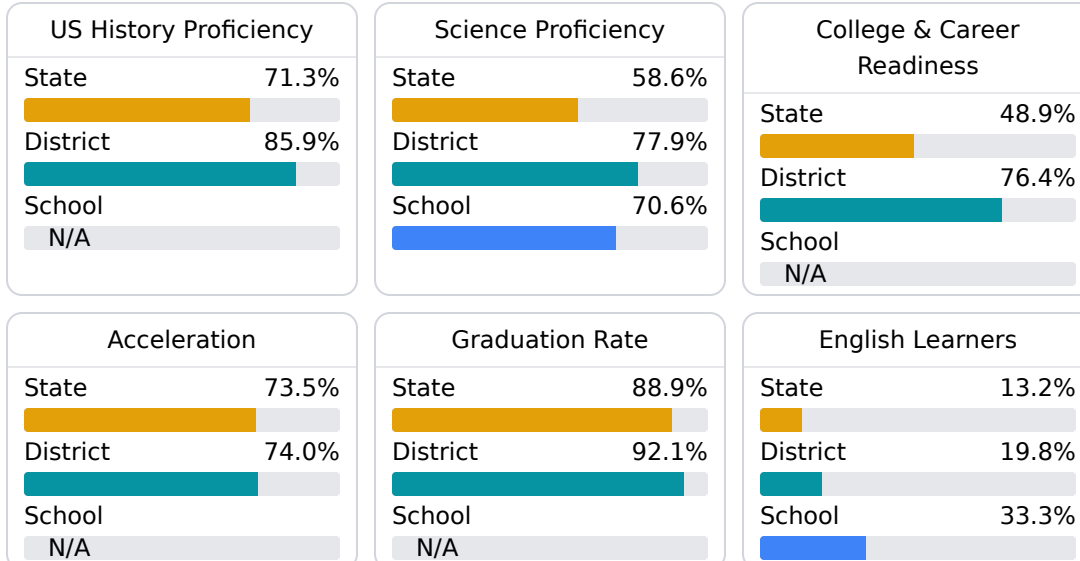 US History Proficiency
State 71.3%
District 85.9%
School
N/A
Science Proficiency
State 58.6%
District 77.9%
School 70.6%
College & Career
Readiness
State 48.9%
District 76.4%
School
N/A
Acceleration
State 73.5%
District 74.0%
School
N/A
Graduation Rate
State 88.9%
District 92.1%
School
N/A
English Learners
State 13.2%
District 19.8%
School 33.3%